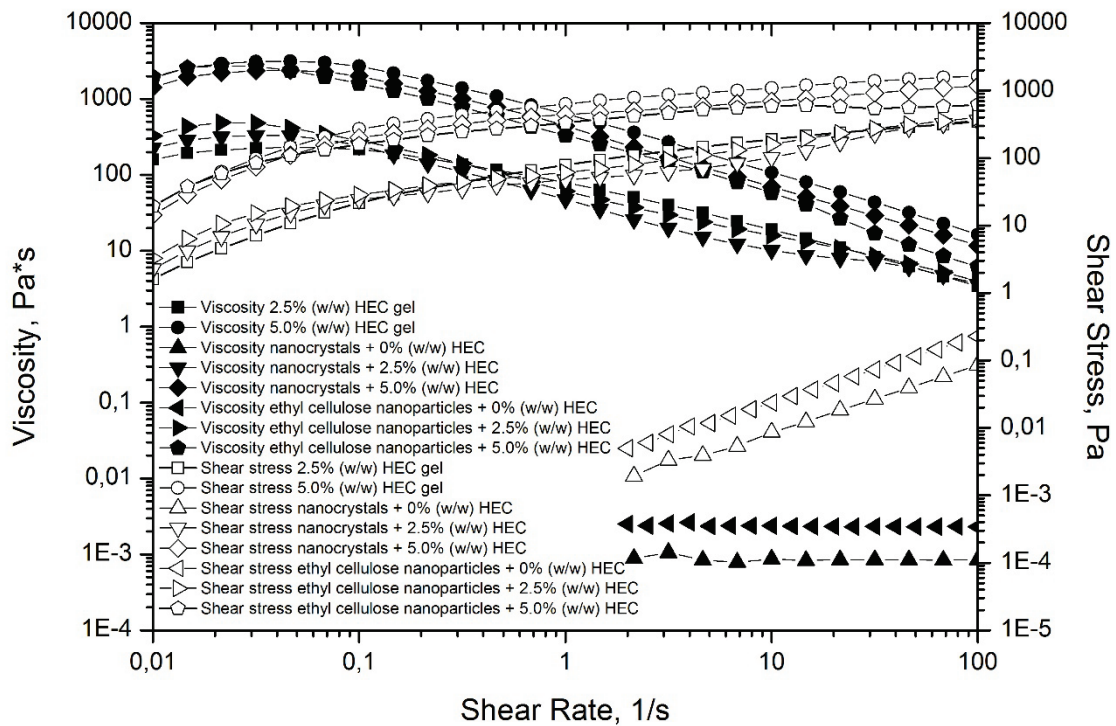 10000
1000
100
10
1
0,1
0,01
1E-3
1E-4
Viscosity, Pa*s
Viscosity 2.5% (w/w) HEC gel
Viscosity 5.0% (w/w) HEC gel
Viscosity nanocrystals + 0% (w/w) HEC
Viscosity nanocrystals + 2.5% (w/w) HEC
Viscosity nanocrystals + 5.0% (w/w) HEC
Viscosity ethyl cellulose nanoparticles + 0% (w/w) HEC
Viscosity ethyl cellulose nanoparticles + 2.5% (w/w) HEC
Viscosity ethyl cellulose nanoparticles + 5.0% (w/w) HEC
Shear stress 2.5% (w/w) HEC gel
Shear stress 5.0% (w/w) HEC gel
Shear stress nanocrystals + 0% (w/w) HEC
Shear stress nanocrystals + 2.5% (w/w) HEC
Shear stress nanocrystals + 5.0% (w/w) HEC
Shear stress ethyl cellulose nanoparticles + 0% (w/w) HEC
Shear stress ethyl cellulose nanoparticles + 2.5% (w/w) HEC
Shear stress ethyl cellulose nanoparticles + 5.0% (w/w) HEC
10000
1000
100
10
1
0,1
0,01
1E-3
1E-4
1E-5
Shear Stress, Pa
0,01 0,1 1 10 100
Shear Rate, 1/s